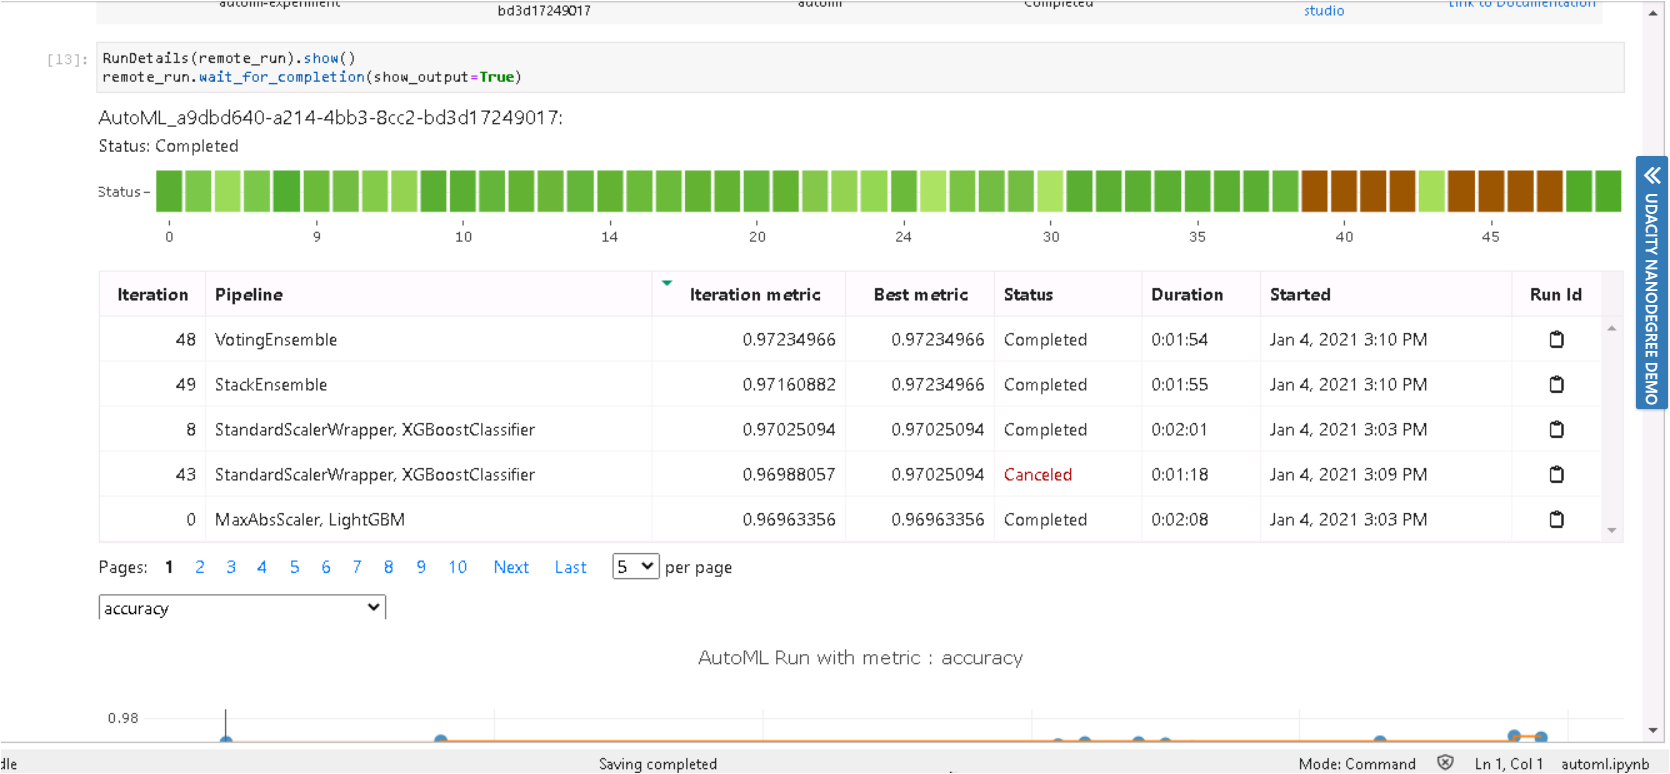 automl-experiment bd3d17249017 automl Completed studio Link to Documentation
[13]: RunDetails(remote_run).show()
remote_run.wait_for_completion(show_output=True)
AutoML_a9dbd640-a214-4bb3-8cc2-bd3d17249017:
Status: Completed
Status
0 9 10 14 20 24 30 35 40 45
Iteration Pipeline Iteration metric Best metric Status Duration Started Run Id
48 VotingEnsemble 0.97234966 0.97234966 Completed 0:01:54 Jan 4, 2021 3:10 PM
49 StackEnsemble 0.97160882 0.97234966 Completed 0:01:55 Jan 4, 2021 3:10 PM
8 StandardScalerWrapper, XGBoostClassifier 0.97025094 0.97025094 Completed 0:02:01 Jan 4, 2021 3:03 PM
43 StandardScalerWrapper, XGBoostClassifier 0.96988057 0.97025094 Canceled 0:01:18 Jan 4, 2021 3:09 PM
0 MaxAbsScaler, LightGBM 0.96963356 0.96963356 Completed 0:02:08 Jan 4, 2021 3:03 PM
Pages: 1 2 3 4 5 6 7 8 9 10 Next Last 5 per page
accuracy
AutoML Run with metric : accuracy
0.98
UDACITY NANODEGREE DEMO
dle Saving completed Mode: Command Ln 1, Col 1 automl.ipynb